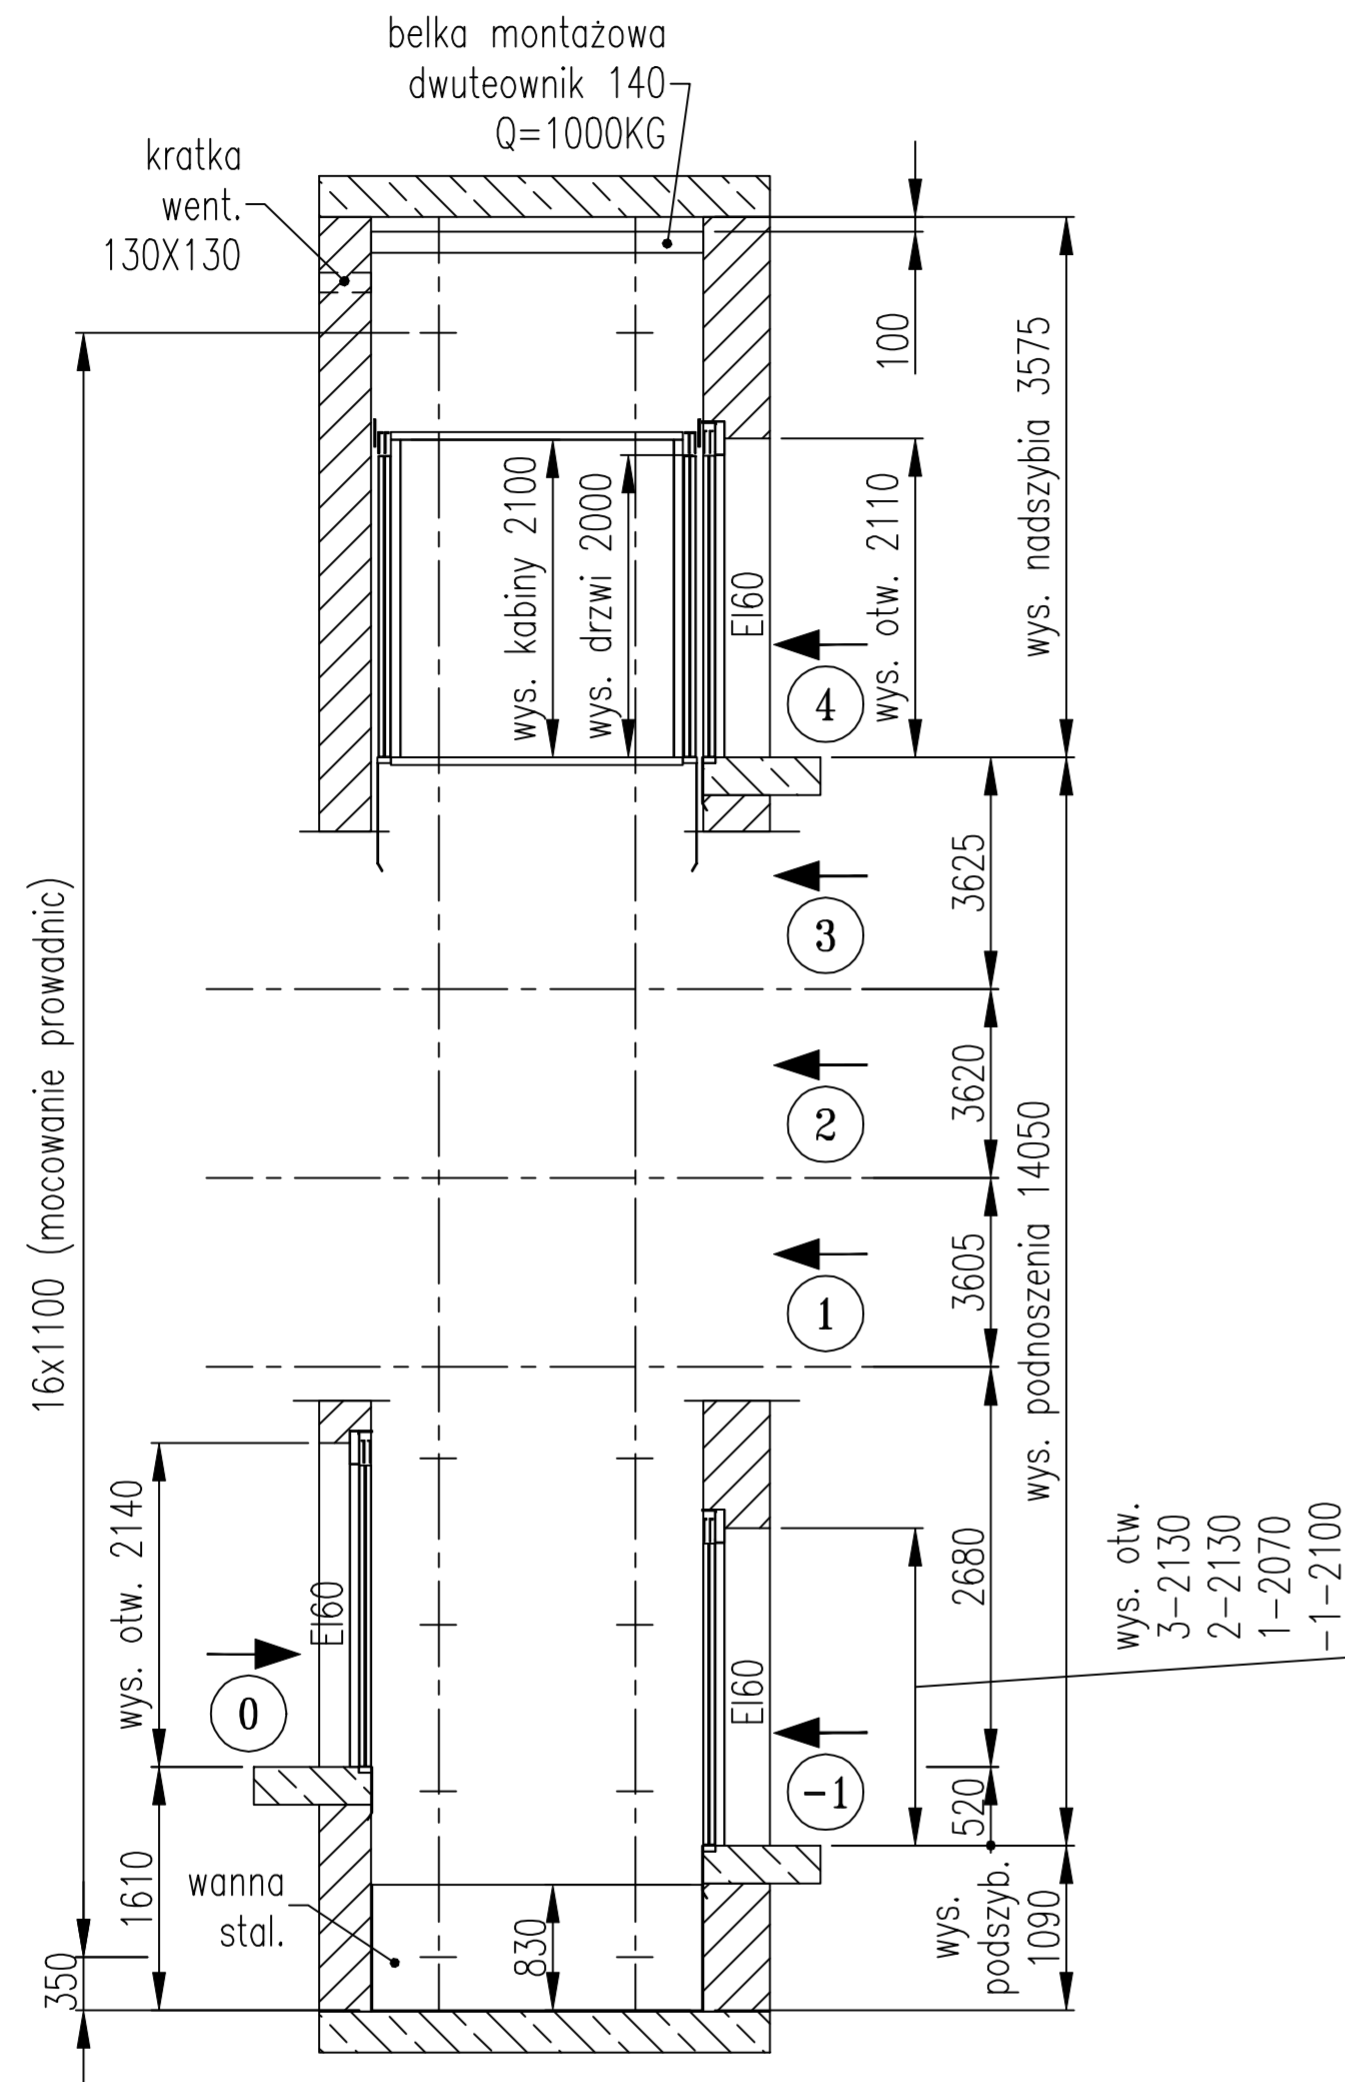 belka montażowa
dwuteownik 140
Q=1000KG
kratka
went.
130X130
100
wys. nadszybia 3575
wys. kabiny 2100
wys. drzwi 2000
EI60
wys. otw. 2110
4
3625
3
16x1100 (mocowanie prowadnic)
3620
2
wys. podnoszenia 14050
3605
1
wys. otw. 2140
EI60
0
2680
wys. otw.
3-2130
2-2130
1-2070
-1-2100
EI60
-1
520
1610
wanna
stal.
830
wys.
podszyb.
1090
350